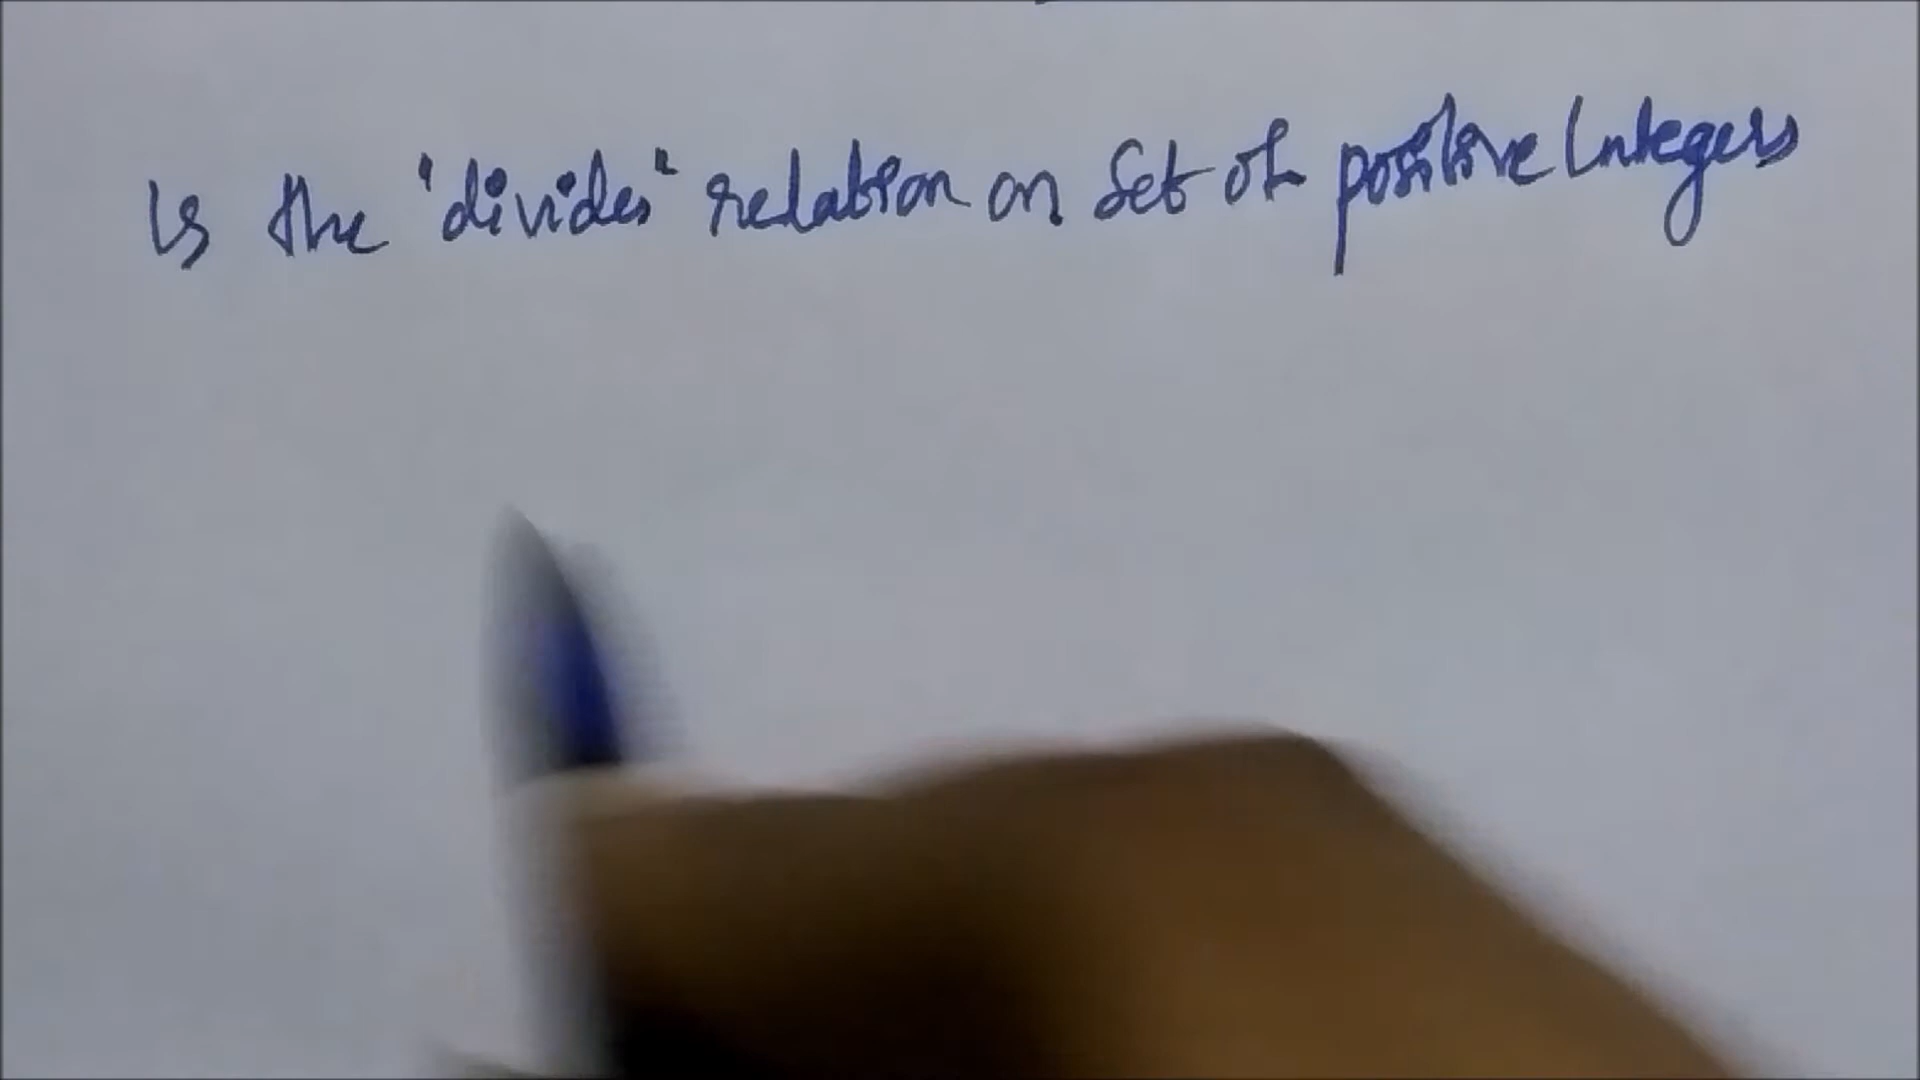 Is the "divides" relation on Set of positive Integers